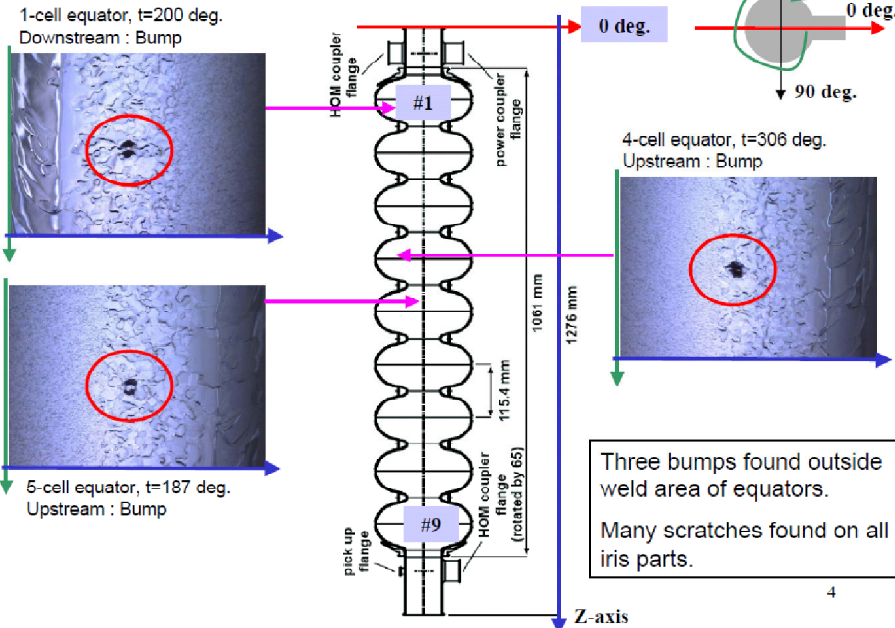 1-cell equator, t=200 deg.
Downstream : Bump
0 deg.
0 deg.
90 deg.
HOM coupler
flange
#1
power coupler
flange
4-cell equator, t=306 deg.
Upstream : Bump
1061 mm
1276 mm
115.4 mm
5-cell equator, t=187 deg.
Upstream : Bump
#9
pick up
flange
HOM coupler
flange
(rotated by 65)
Three bumps found outside
weld area of equators.
Many scratches found on all
iris parts.
4
Z-axis